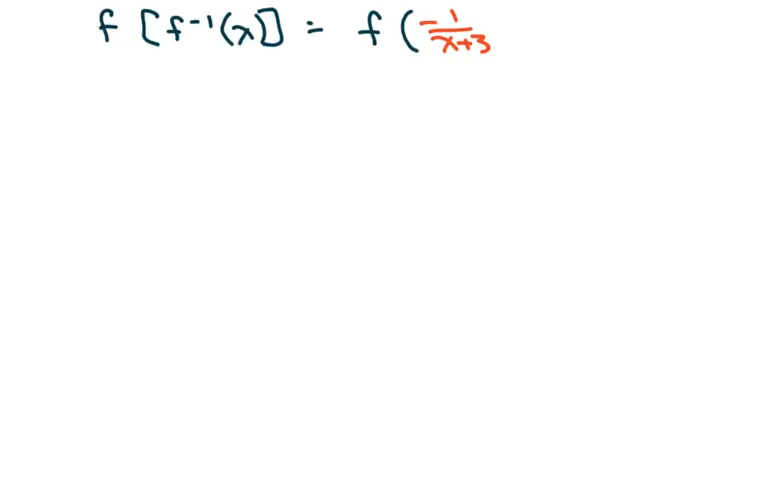 f [f⁻¹(x)] = f (-1/(x+3)